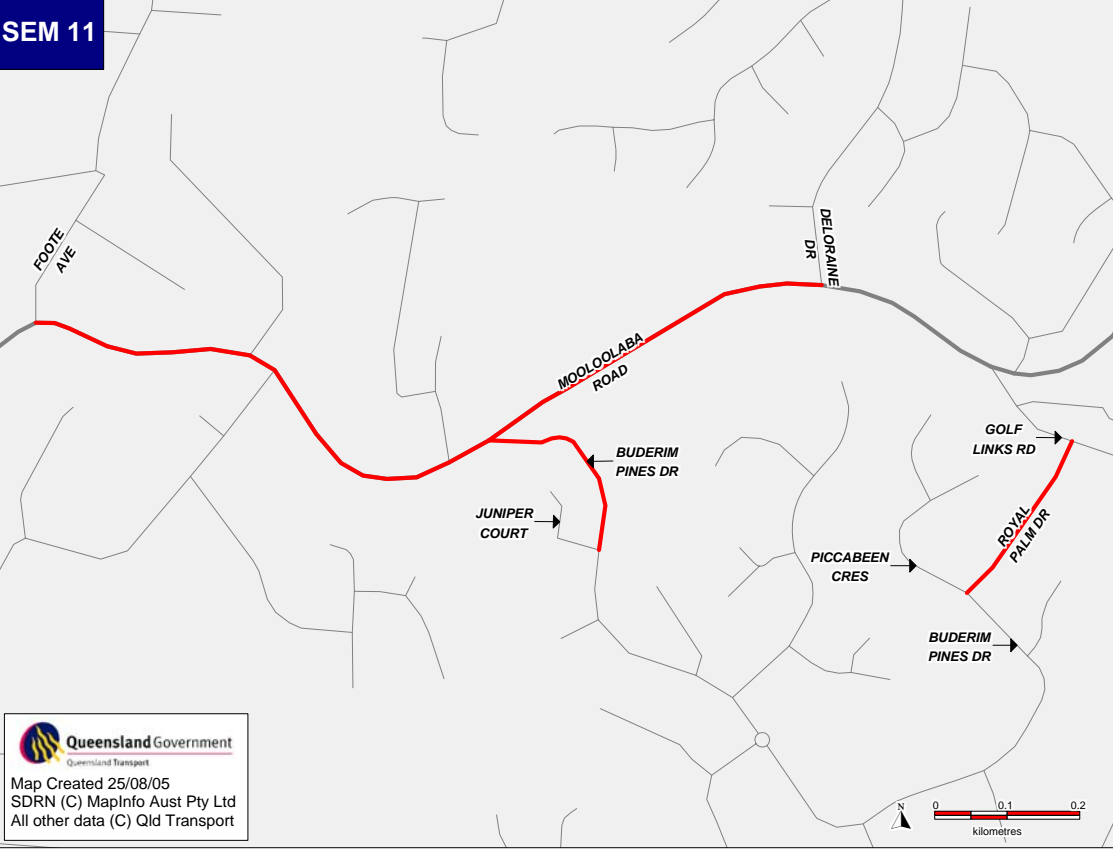 SEM 11
FOOTE
AVE
DELORAINE
DR
MOOLOOLABA
ROAD
GOLF
LINKS RD
BUDERIM
PINES DR
JUNIPER
COURT
ROYAL
PALM DR
PICCABEEN
CRES
BUDERIM
PINES DR
Queensland Government
Queensland Transport
Map Created 25/08/05
SDRN (C) MapInfo Aust Pty Ltd
All other data (C) Qld Transport
N
0 0.1 0.2
kilometres